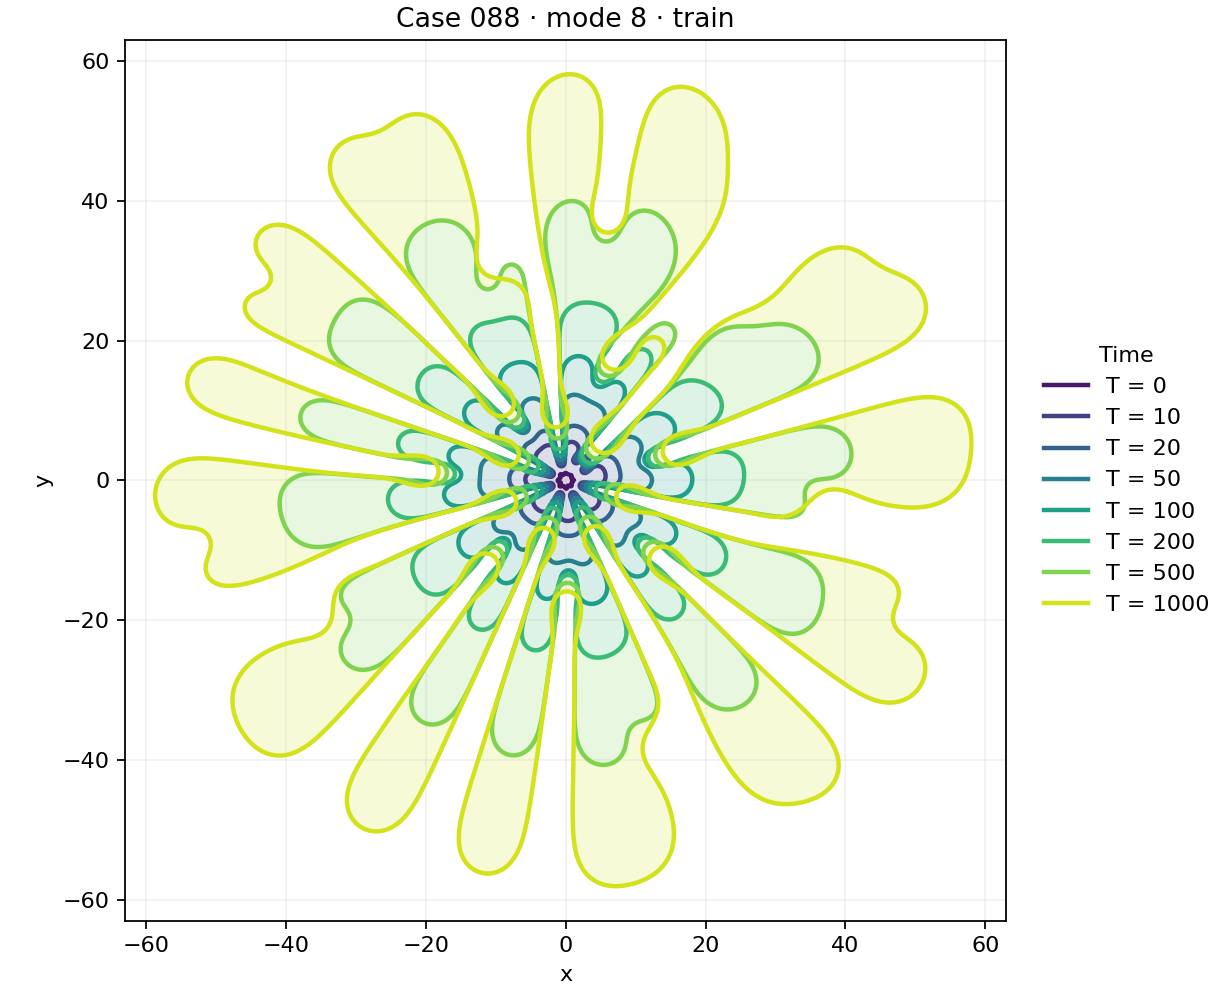 Case 088 · mode 8 · train
60
40
20
0
−20
−40
−60
y
−60
−40
−20
0
20
40
60
x
Time
T = 0
T = 10
T = 20
T = 50
T = 100
T = 200
T = 500
T = 1000